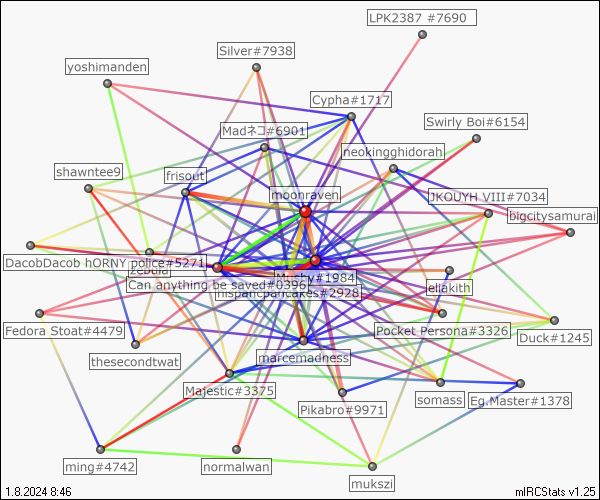 LPK2387 #7690
Silver#7938
yoshimanden
Cypha#1717
Swirly Boi#6154
Madネコ#6901
neokingghidorah
shawntee9
frisout
moonraven
JKOUYH VIII#7034
bigcitysamurai
DacobDacob hORNY police#5271
zebula
Moshy#1984
Can anything be saved#0396
hispanicpancakes#2928
eliakith
Fedora Stoat#4479
Pocket Persona#3326
Duck#1245
thesecondtwat
marcemadness
Majestic#3375
somass
Eg.Master#1378
Pikabro#9971
ming#4742
normalwan
mukszi
1.8.2024 8:46
mIRCStats v1.25